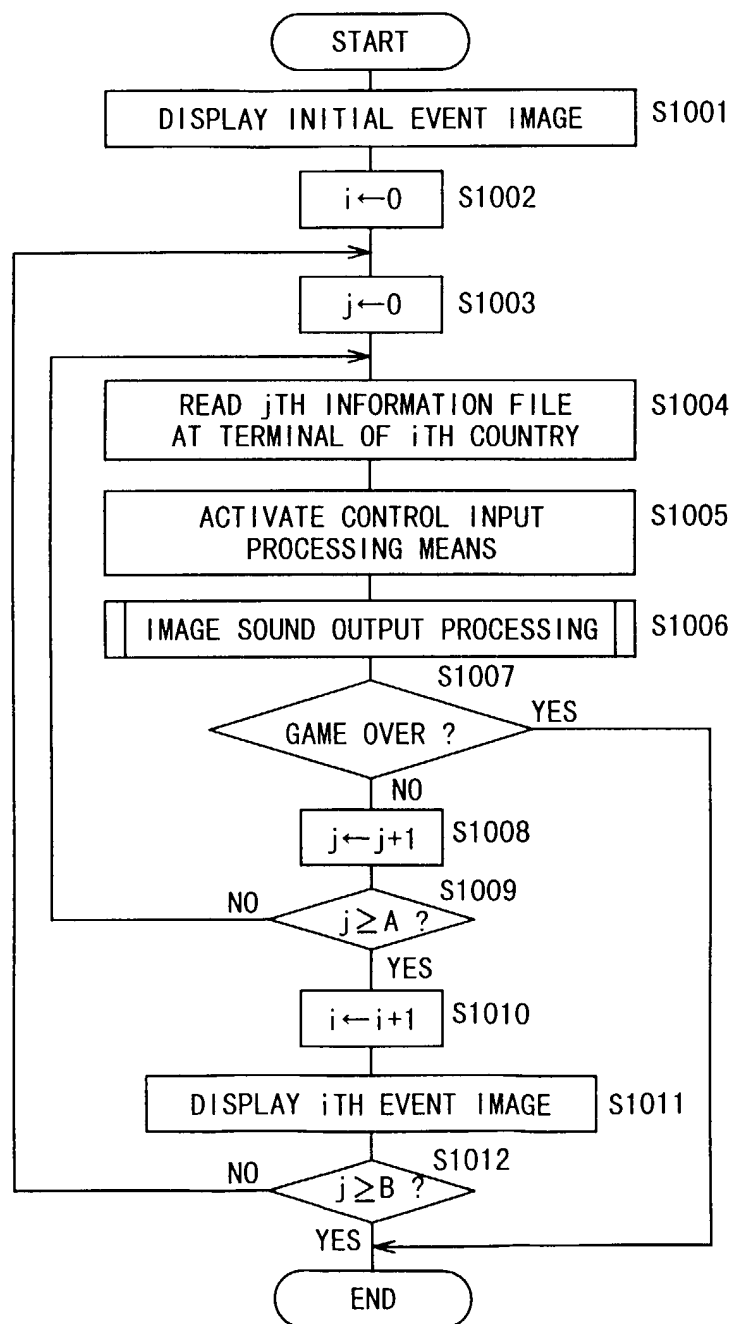 START
DISPLAY INITIAL EVENT IMAGE S1001
i←0 S1002
j←0 S1003
READ jTH INFORMATION FILE S1004
AT TERMINAL OF iTH COUNTRY
ACTIVATE CONTROL INPUT S1005
PROCESSING MEANS
IMAGE SOUND OUTPUT PROCESSING S1006
S1007
GAME OVER ? YES
NO
j←j+1 S1008
S1009
NO j≥A ?
YES
i←i+1 S1010
DISPLAY iTH EVENT IMAGE S1011
S1012
NO j≥B ?
YES
END